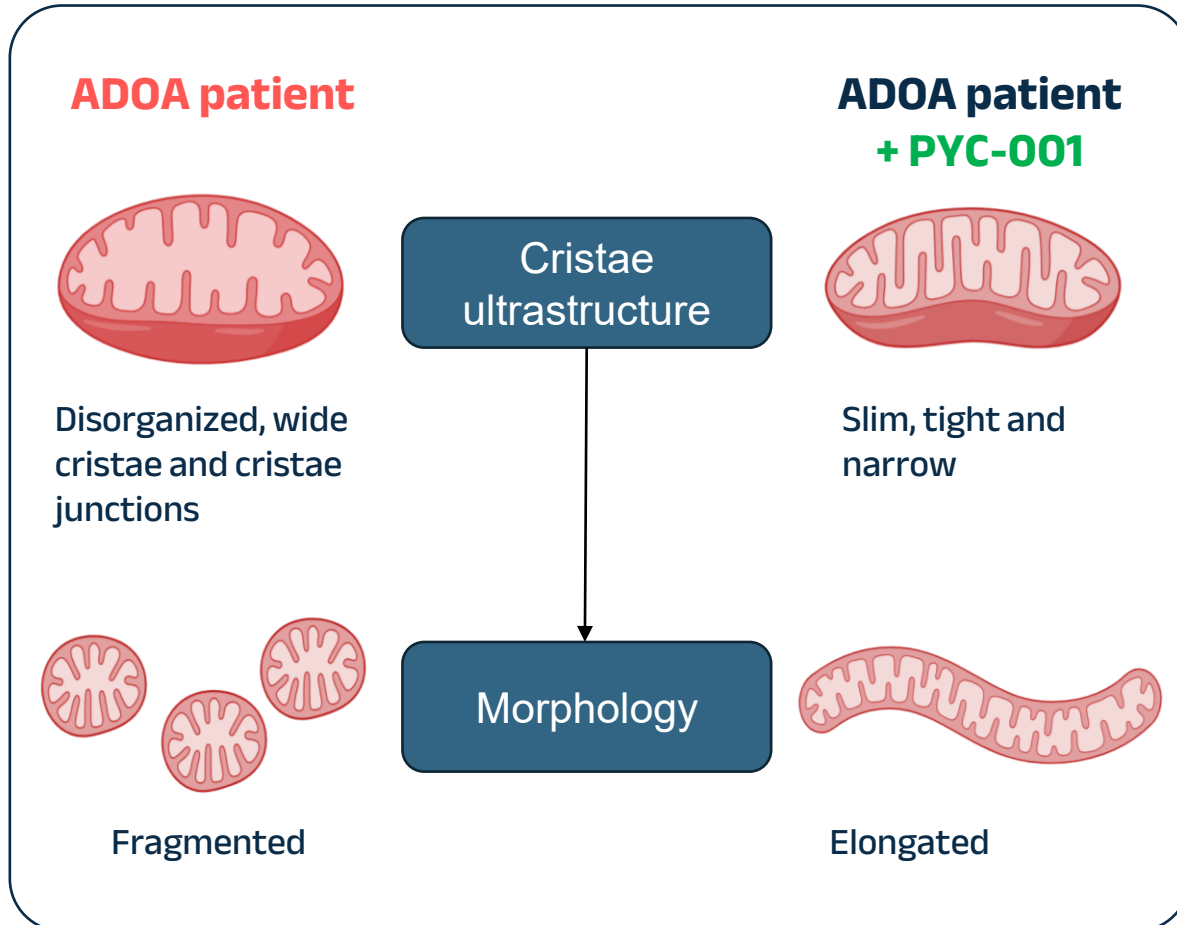 ADOA patient
ADOA patient
+ PYC-001
Cristae
ultrastructure
Disorganized, wide
cristae and cristae
junctions
Slim, tight and
narrow
Morphology
Fragmented
Elongated